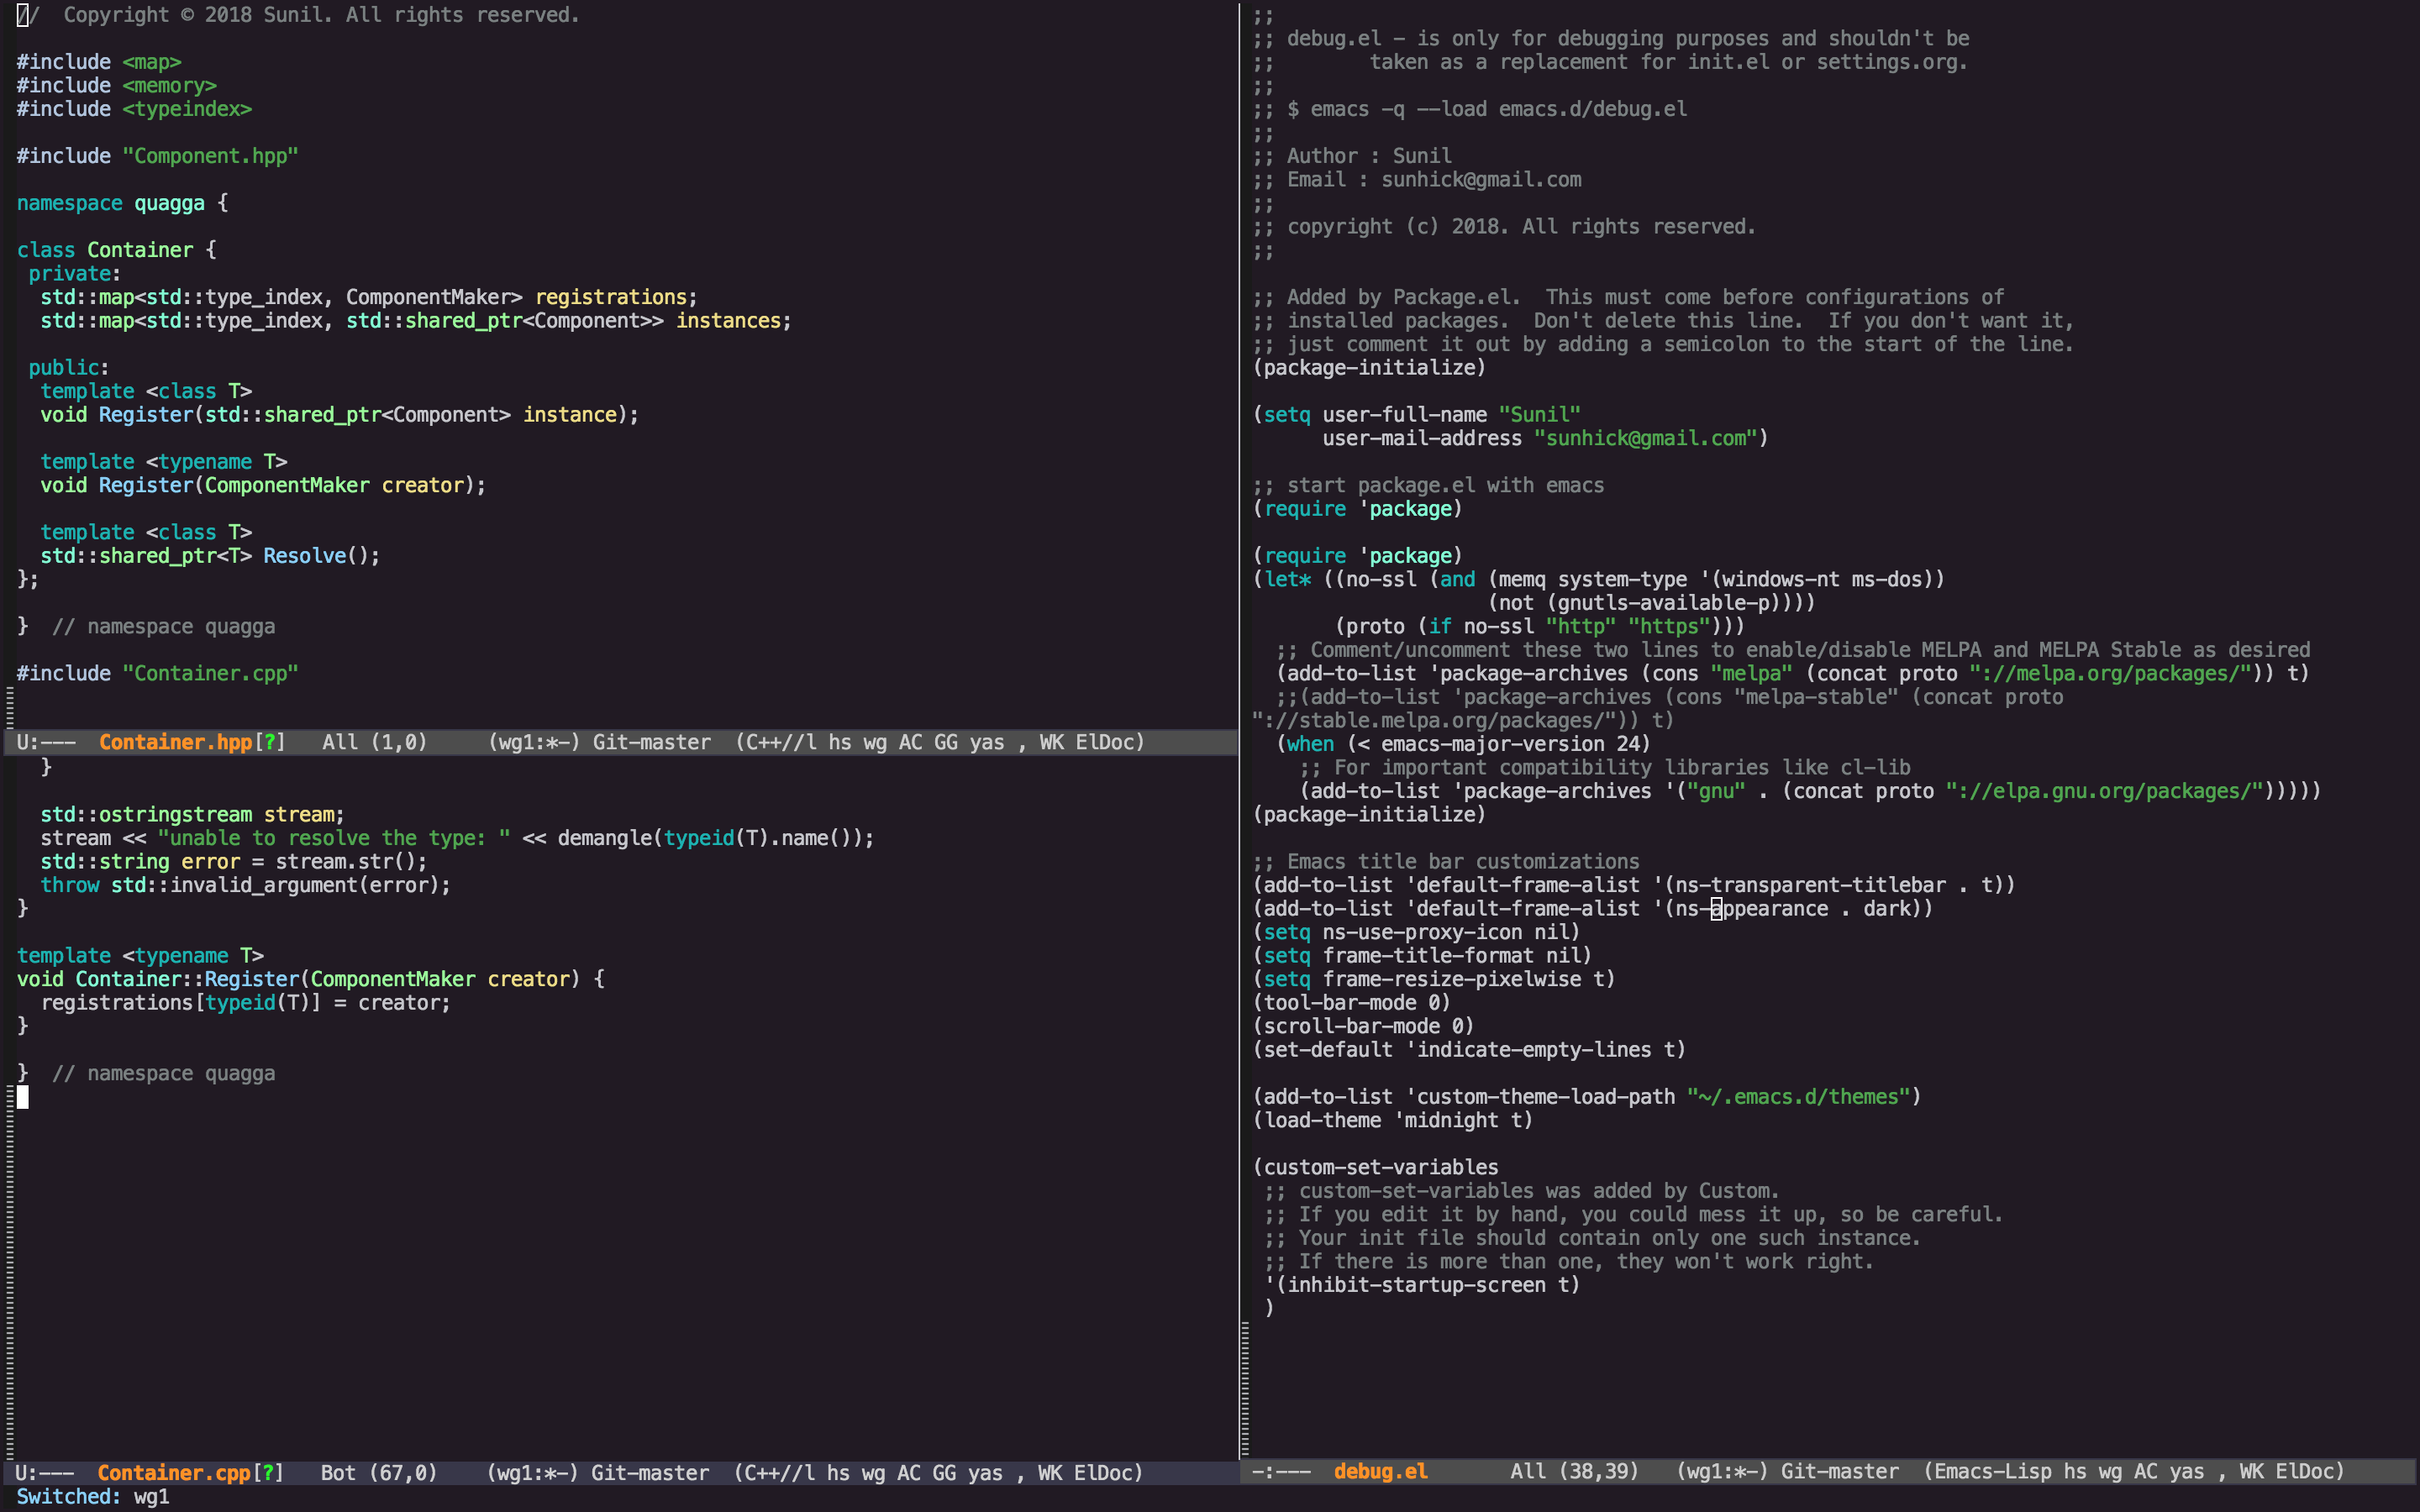 //  Copyright © 2018 Sunil. All rights reserved.

#include <map>
#include <memory>
#include <typeindex>

#include "Component.hpp"

namespace quagga {

class Container {
 private:
  std::map<std::type_index, ComponentMaker> registrations;
  std::map<std::type_index, std::shared_ptr<Component>> instances;

 public:
  template <class T>
  void Register(std::shared_ptr<Component> instance);

  template <typename T>
  void Register(ComponentMaker creator);

  template <class T>
  std::shared_ptr<T> Resolve();
};

}  // namespace quagga

#include "Container.cpp"
U:---  Container.hpp[?]   All (1,0)     (wg1:*-) Git-master  (C++//l hs wg AC GG yas , WK ElDoc)
  }

  std::ostringstream stream;
  stream << "unable to resolve the type: " << demangle(typeid(T).name());
  std::string error = stream.str();
  throw std::invalid_argument(error);
}

template <typename T>
void Container::Register(ComponentMaker creator) {
  registrations[typeid(T)] = creator;
}

}  // namespace quagga
U:---  Container.cpp[?]   Bot (67,0)    (wg1:*-) Git-master  (C++//l hs wg AC GG yas , WK ElDoc)
Switched: wg1
;;
;; debug.el - is only for debugging purposes and shouldn't be
;;        taken as a replacement for init.el or settings.org.
;;
;; $ emacs -q --load emacs.d/debug.el
;;
;; Author : Sunil
;; Email : sunhick@gmail.com
;;
;; copyright (c) 2018. All rights reserved.
;;

;; Added by Package.el.  This must come before configurations of
;; installed packages.  Don't delete this line.  If you don't want it,
;; just comment it out by adding a semicolon to the start of the line.
(package-initialize)

(setq user-full-name "Sunil"
      user-mail-address "sunhick@gmail.com")

;; start package.el with emacs
(require 'package)

(require 'package)
(let* ((no-ssl (and (memq system-type '(windows-nt ms-dos))
                    (not (gnutls-available-p))))
       (proto (if no-ssl "http" "https")))
  ;; Comment/uncomment these two lines to enable/disable MELPA and MELPA Stable as desired
  (add-to-list 'package-archives (cons "melpa" (concat proto "://melpa.org/packages/")) t)
  ;;(add-to-list 'package-archives (cons "melpa-stable" (concat proto
"://stable.melpa.org/packages/")) t)
  (when (< emacs-major-version 24)
    ;; For important compatibility libraries like cl-lib
    (add-to-list 'package-archives '("gnu" . (concat proto "://elpa.gnu.org/packages/")))))
(package-initialize)

;; Emacs title bar customizations
(add-to-list 'default-frame-alist '(ns-transparent-titlebar . t))
(add-to-list 'default-frame-alist '(ns-appearance . dark))
(setq ns-use-proxy-icon nil)
(setq frame-title-format nil)
(setq frame-resize-pixelwise t)
(tool-bar-mode 0)
(scroll-bar-mode 0)
(set-default 'indicate-empty-lines t)

(add-to-list 'custom-theme-load-path "~/.emacs.d/themes")
(load-theme 'midnight t)

(custom-set-variables
 ;; custom-set-variables was added by Custom.
 ;; If you edit it by hand, you could mess it up, so be careful.
 ;; Your init file should contain only one such instance.
 ;; If there is more than one, they won't work right.
 '(inhibit-startup-screen t)
 )
-:---  debug.el       All (38,39)   (wg1:*-) Git-master  (Emacs-Lisp hs wg AC yas , WK ElDoc)